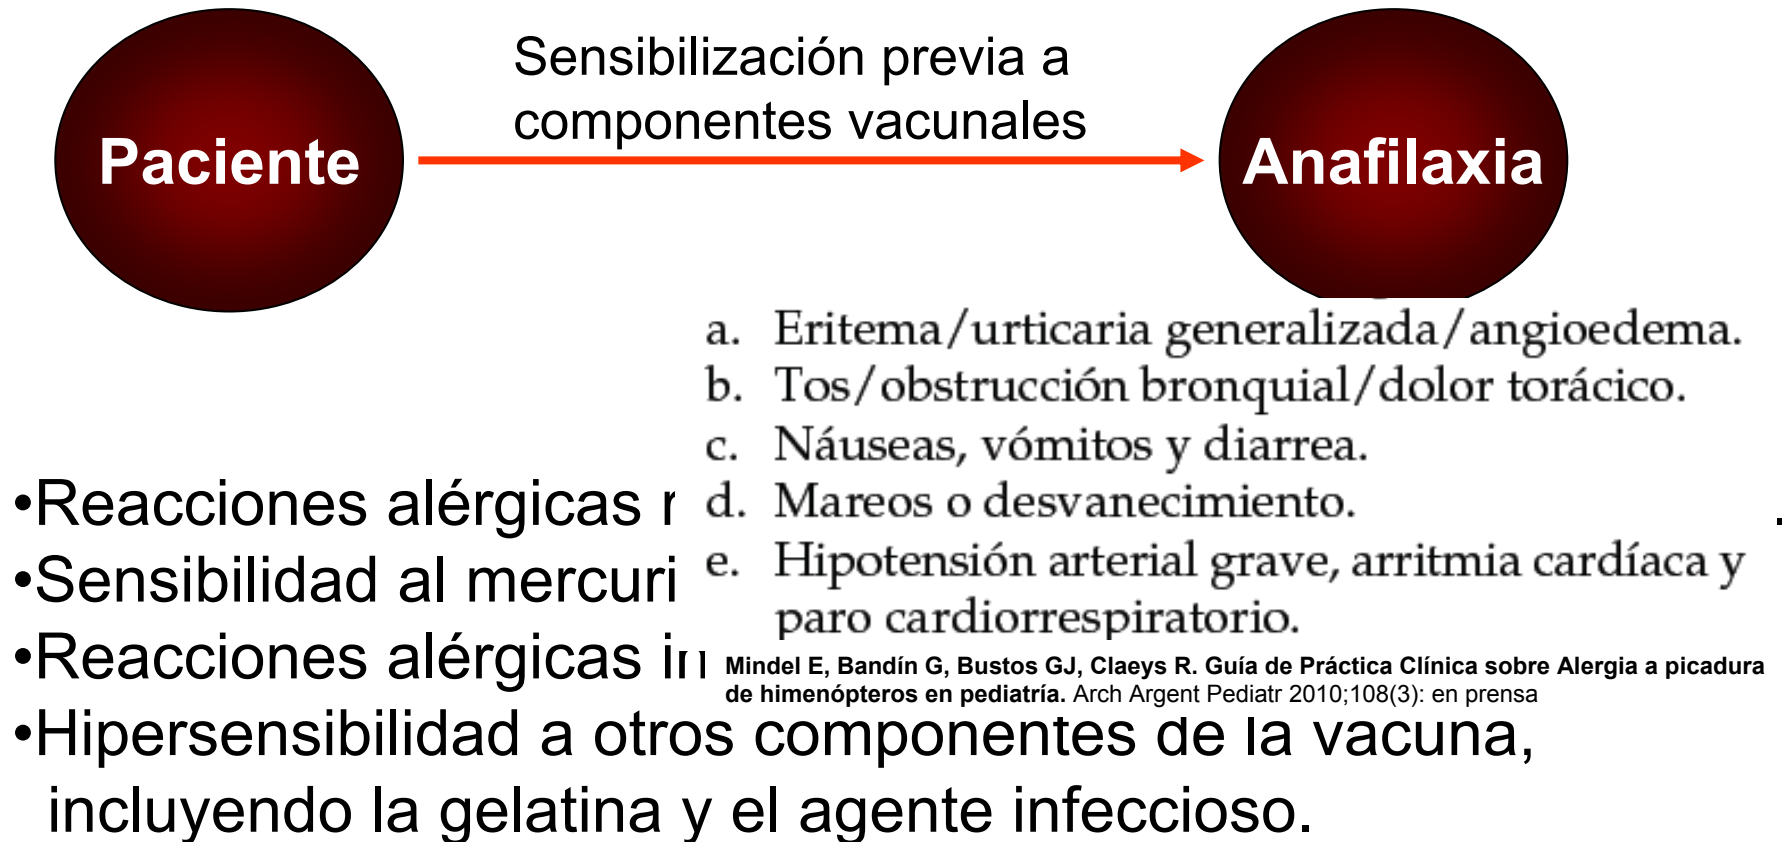 Sensibilización previa a
componentes vacunales
Paciente
Anafilaxia
a. Eritema/urticaria generalizada/angioedema.
b. Tos/obstrucción bronquial/dolor torácico.
c. Náuseas, vómitos y diarrea.
d. Mareos o desvanecimiento.
e. Hipotensión arterial grave, arritmia cardíaca y
paro cardiorrespiratorio.
Mindel E, Bandín G, Bustos GJ, Claeys R. Guía de Práctica Clínica sobre Alergia a picadura
de himenópteros en pediatría. Arch Argent Pediatr 2010;108(3): en prensa
•Reacciones alérgicas
•Sensibilidad al mercuri
•Reacciones alérgicas
•Hipersensibilidad a otros componentes de la vacuna,
incluyendo la gelatina y el agente infeccioso.